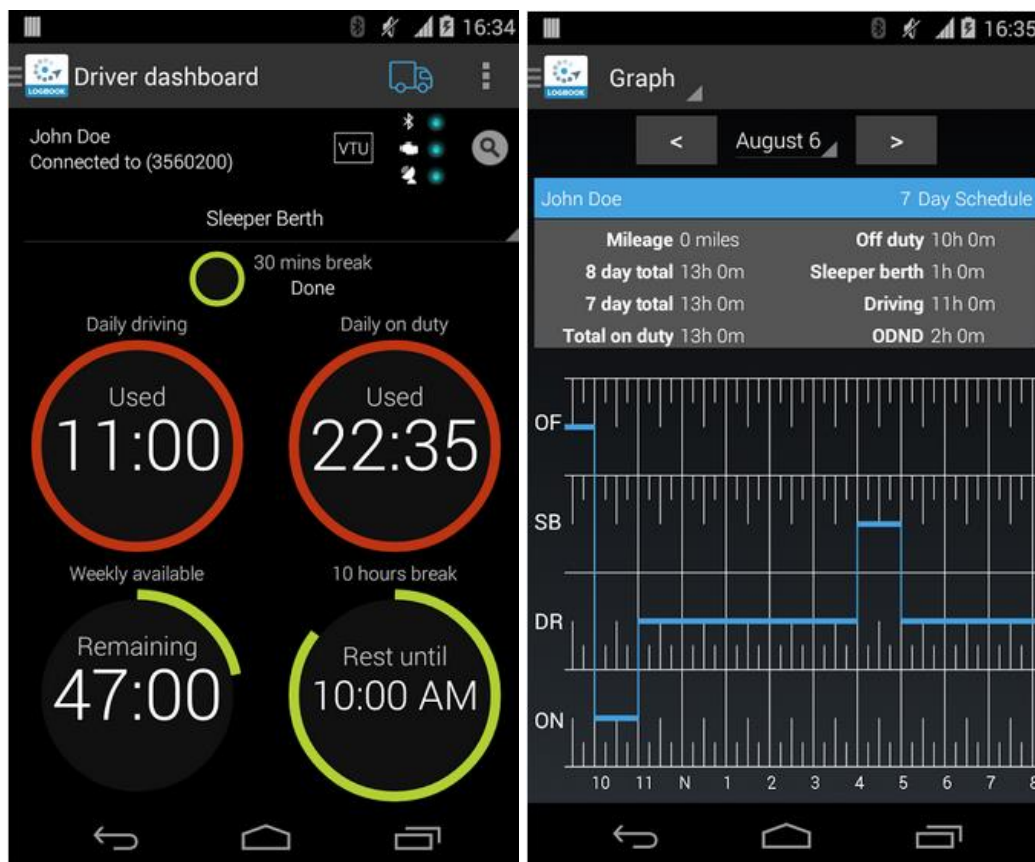 16:34
LOGBOOK
Driver dashboard
John Doe
Connected to (3560200)
VTU
Sleeper Berth
30 mins break
Done
Daily driving
Daily on duty
Used
11:00
Used
22:35
Weekly available
10 hours break
Remaining
47:00
Rest until
10:00 AM
16:35
LOGBOOK
Graph
< August 6 >
John Doe 7 Day Schedule
Mileage 0 miles Off duty 10h 0m
8 day total 13h 0m Sleeper berth 1h 0m
7 day total 13h 0m Driving 11h 0m
Total on duty 13h 0m ODND 2h 0m
OF
SB
DR
ON
10 11 N 1 2 3 4 5 6 7 8